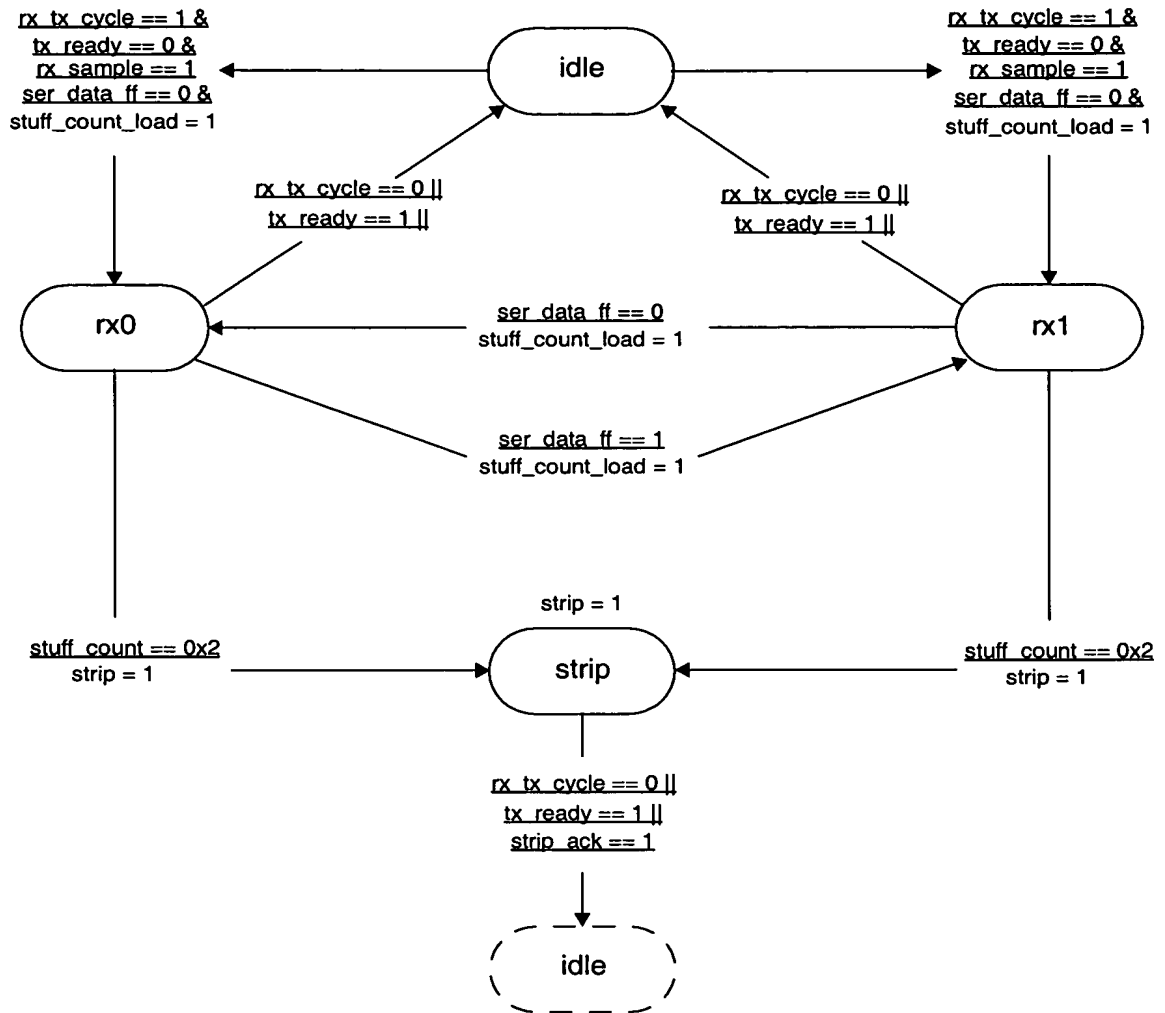 rx_tx_cycle == 1 &
tx_ready == 0 &
rx_sample == 1
ser_data_ff == 0 &
stuff_count_load = 1
idle
rx_tx_cycle == 1 &
tx_ready == 0 &
rx_sample == 1
ser_data_ff == 0 &
stuff_count_load = 1
rx_tx_cycle == 0 ||
tx_ready == 1 ||
rx_tx_cycle == 0 ||
tx_ready == 1 ||
rx0
ser_data_ff == 0
stuff_count_load = 1
rx1
ser_data_ff == 1
stuff_count_load = 1
strip = 1
stuff_count == 0x2
strip = 1
strip
stuff_count == 0x2
strip = 1
rx_tx_cycle == 0 ||
tx_ready == 1 ||
strip_ack == 1
idle